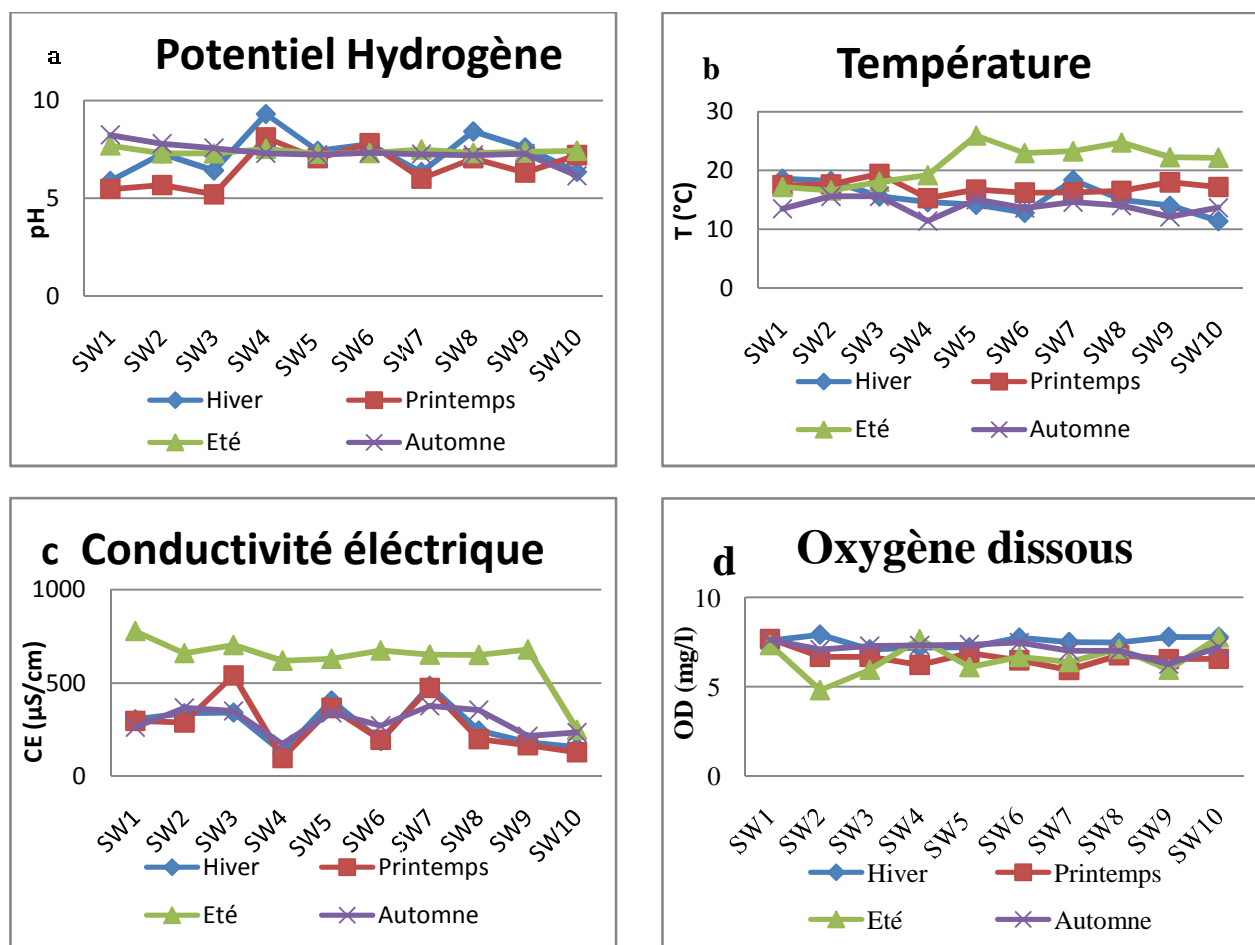 a Potentiel Hydrogène
10
5
0
pH
SW1 SW2 SW3 SW4 SW5 SW6 SW7 SW8 SW9 SW10
Hiver Printemps
Eté Automne
b Température
30
20
10
0
T (°C)
SW1 SW2 SW3 SW4 SW5 SW6 SW7 SW8 SW9 SW10
Hiver Printemps
Eté Automne
c Conductivité éléctrique
1000
500
0
CE (µS/cm)
SW1 SW2 SW3 SW4 SW5 SW6 SW7 SW8 SW9 SW10
Hiver Printemps
Eté Automne
d Oxygène dissous
10
5
0
OD (mg/l)
SW1 SW2 SW3 SW4 SW5 SW6 SW7 SW8 SW9 SW10
Hiver Printemps
Eté Automne